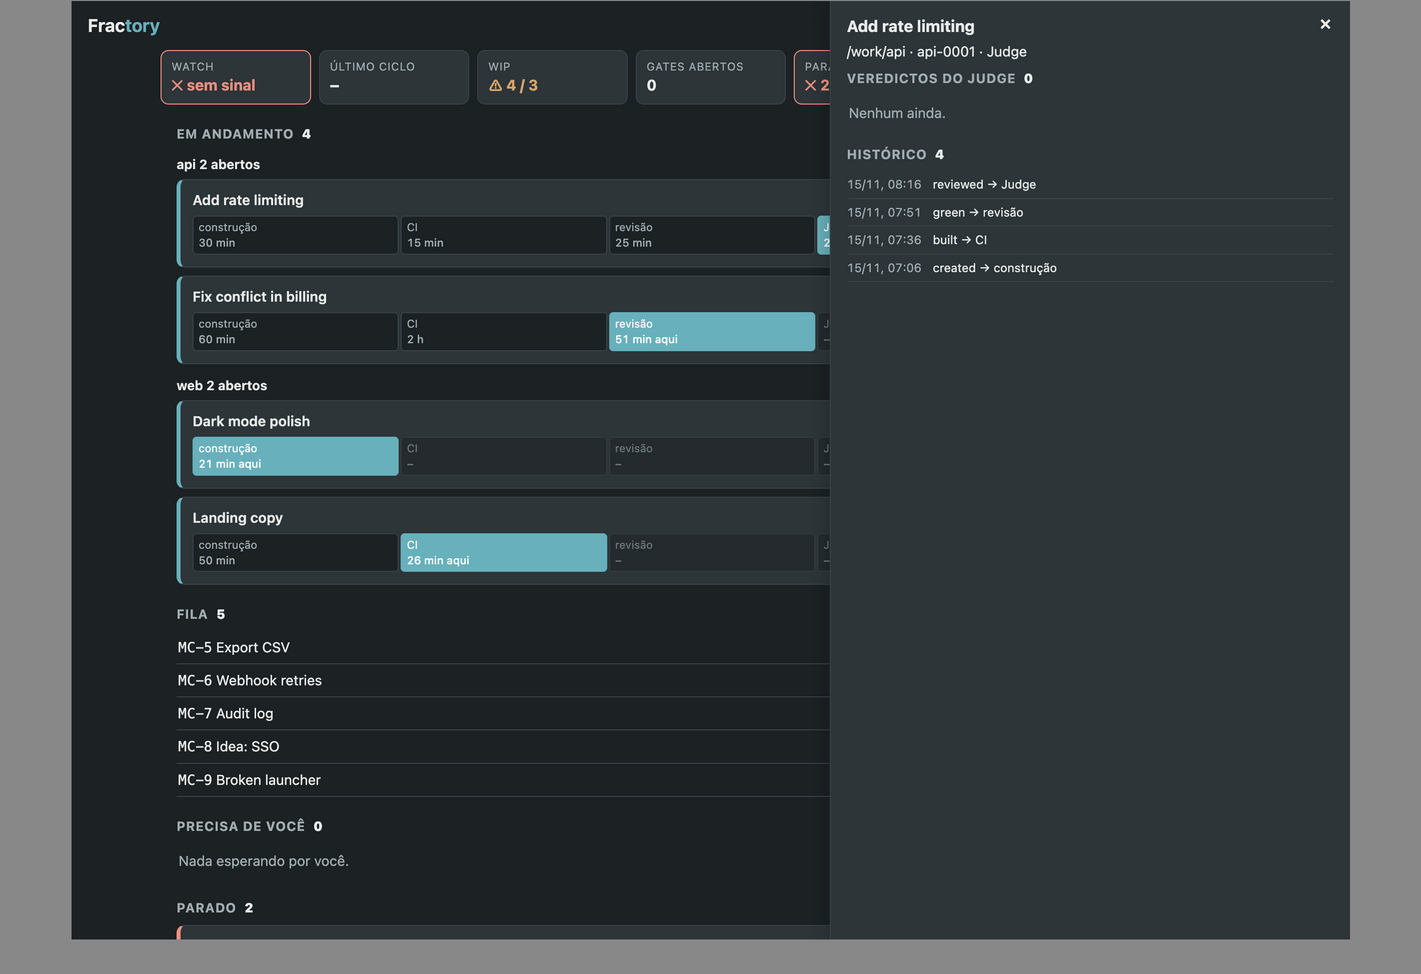 Fractory
WATCH
sem sinal
ÚLTIMO CICLO
–
WIP
4 / 3
GATES ABERTOS
0
2
EM ANDAMENTO 4
api 2 abertos
Add rate limiting
construção
30 min
CI
15 min
revisão
25 min
J
2
Fix conflict in billing
construção
60 min
CI
2 h
revisão
51 min aqui
J
–
web 2 abertos
Dark mode polish
construção
21 min aqui
CI
–
revisão
–
J
–
Landing copy
construção
50 min
CI
26 min aqui
revisão
–
J
–
FILA 5
MC–5 Export CSV
MC–6 Webhook retries
MC–7 Audit log
MC–8 Idea: SSO
MC–9 Broken launcher
PRECISA DE VOCÊ 0
Nada esperando por você.
PARADO 2
Add rate limiting
/work/api · api-0001 · Judge
VEREDICTOS DO JUDGE 0
Nenhum ainda.
HISTÓRICO 4
15/11, 08:16 reviewed → Judge
15/11, 07:51 green → revisão
15/11, 07:36 built → CI
15/11, 07:06 created → construção